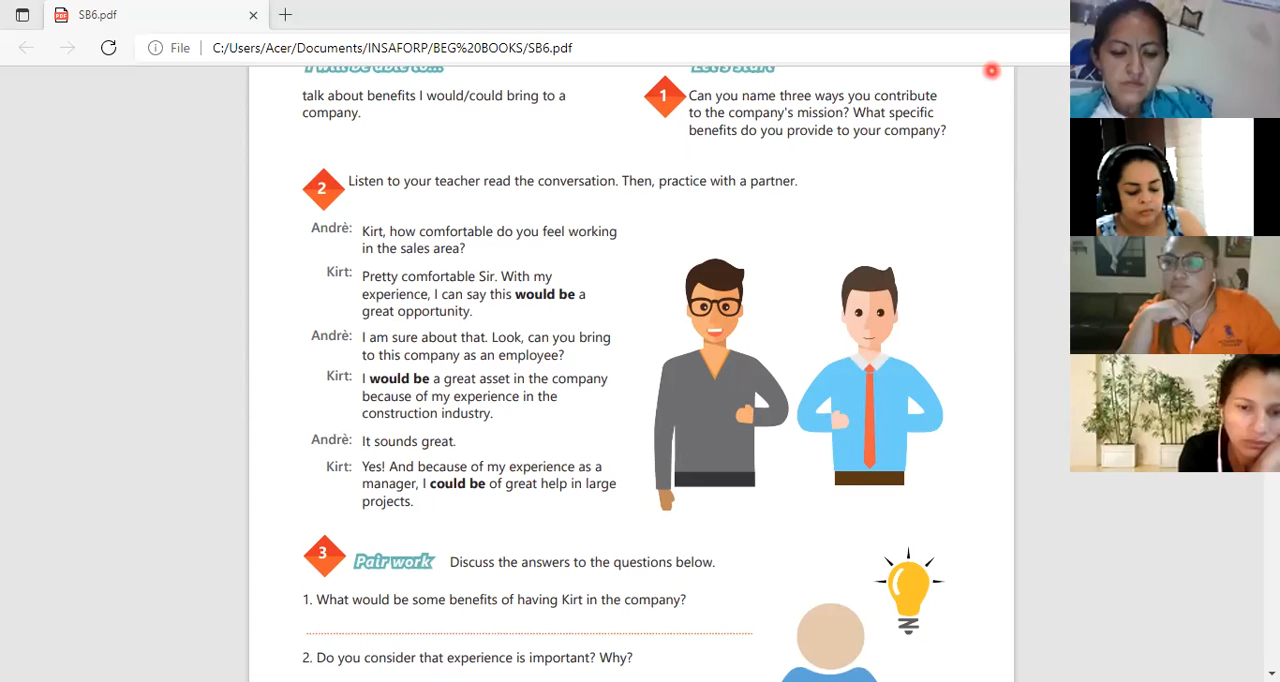 SB6.pdf
File
C:/Users/Acer/Documents/INSAFORP/BEG%20BOOKS/SB6.pdf
I will be able to...
talk about benefits I would/could bring to a
company.
Let's start
1
Can you name three ways you contribute
to the company's mission? What specific
benefits do you provide to your company?
2
Listen to your teacher read the conversation. Then, practice with a partner.
Andrè: Kirt, how comfortable do you feel working
in the sales area?
Kirt: Pretty comfortable Sir. With my
experience, I can say this would be a
great opportunity.
Andrè: I am sure about that. Look, can you bring
to this company as an employee?
Kirt: I would be a great asset in the company
because of my experience in the
construction industry.
Andrè: It sounds great.
Kirt: Yes! And because of my experience as a
manager, I could be of great help in large
projects.
3
Pair work Discuss the answers to the questions below.
1. What would be some benefits of having Kirt in the company?
2. Do you consider that experience is important? Why?